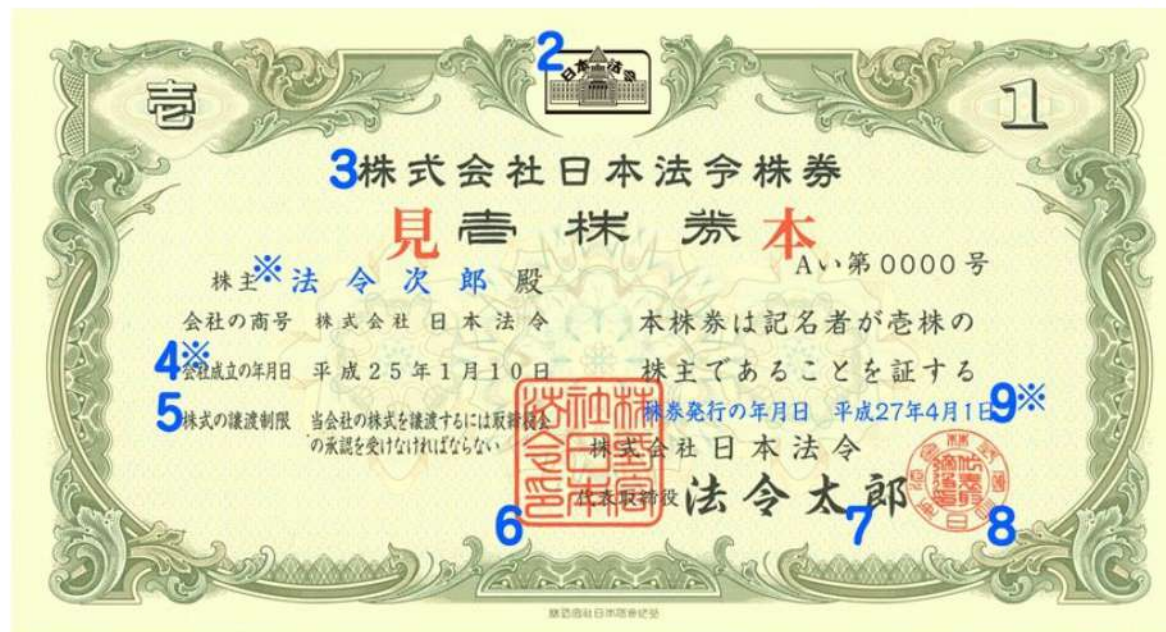 壱
2
日本法令
1
3株式会社日本法令株券
見 壱株券 本
Aい第0000号
株主※ 法令次郎 殿
会社の商号 株式会社 日本法令
4※
会社成立の年月日 平成25年1月10日
5
株式の譲渡制限 当会社の株式を譲渡するには取締役会
の承認を受けなければならない
本株券は記名者が壱株の
株主であることを証する
株券発行の年月日 平成27年4月1日 9※
株式会社 日本法令
代表取締役 法令太郎
6
7
8